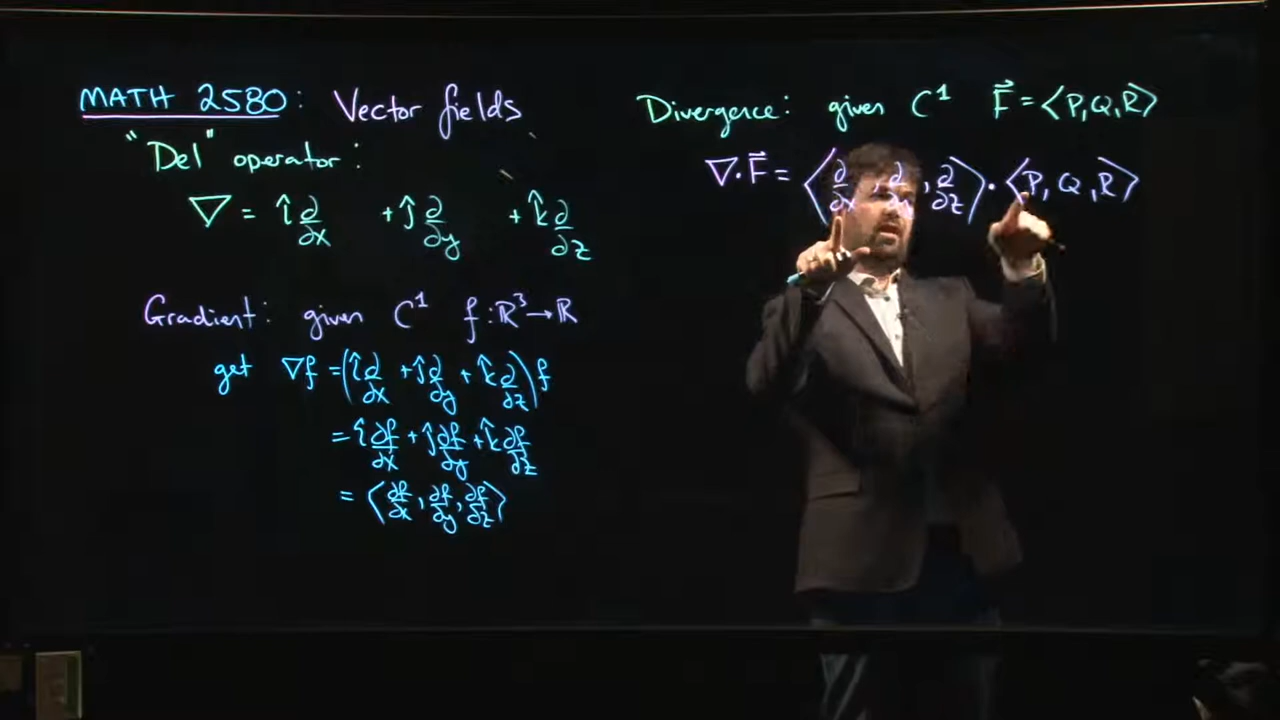 MATH 2580: Vector fields
"Del" operator:
∇ = î ∂/∂x + ĵ ∂/∂y + k̂ ∂/∂z
Gradient: given C¹ f: ℝ³ → ℝ
get ∇f = (î ∂/∂x + ĵ ∂/∂y + k̂ ∂/∂z) f
= î ∂f/∂x + ĵ ∂f/∂y + k̂ ∂f/∂z
= ⟨∂f/∂x, ∂f/∂y, ∂f/∂z⟩
Divergence: given C¹ F⃗ = ⟨P, Q, R⟩
∇·F⃗ = ⟨∂/∂x, ∂/∂y, ∂/∂z⟩ · ⟨P, Q, R⟩